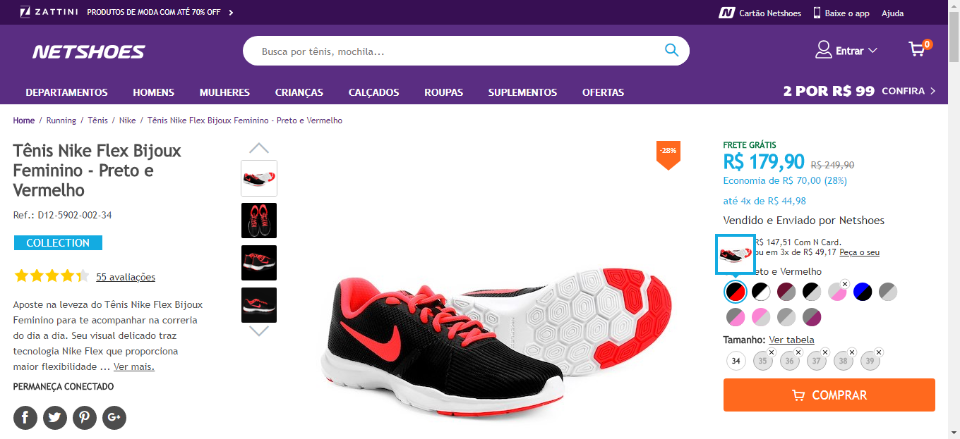 ZATTINI PRODUTOS DE MODA COM ATÉ 70% OFF
Cartão Netshoes Baixe o app Ajuda
NETSHOES
Busca por tênis, mochila...
Entrar
0
DEPARTAMENTOS HOMENS MULHERES CRIANÇAS CALÇADOS ROUPAS SUPLEMENTOS OFERTAS
2 POR R$ 99 CONFIRA
Home / Running / Tênis / Nike / Tênis Nike Flex Bijoux Feminino - Preto e Vermelho
Tênis Nike Flex Bijoux
Feminino - Preto e
Vermelho
Ref.: D12-5902-002-34
COLLECTION
55 avaliações
Aposte na leveza do Tênis Nike Flex Bijoux
Feminino para te acompanhar na correria
do dia a dia. Seu visual delicado traz
tecnologia Nike Flex que proporciona
maior flexibilidade ... Ver mais.
PERMANEÇA CONECTADO
-28%
FRETE GRÁTIS
R$ 179,90 R$ 249,90
Economia de R$ 70,00 (28%)
até 4x de R$ 44,98
Vendido e Enviado por Netshoes
R$ 147,51 Com N Card.
ou em 3x de R$ 49,17 Peça o seu
eto e Vermelho
Tamanho: Ver tabela
34 35 36 37 38 39
COMPRAR